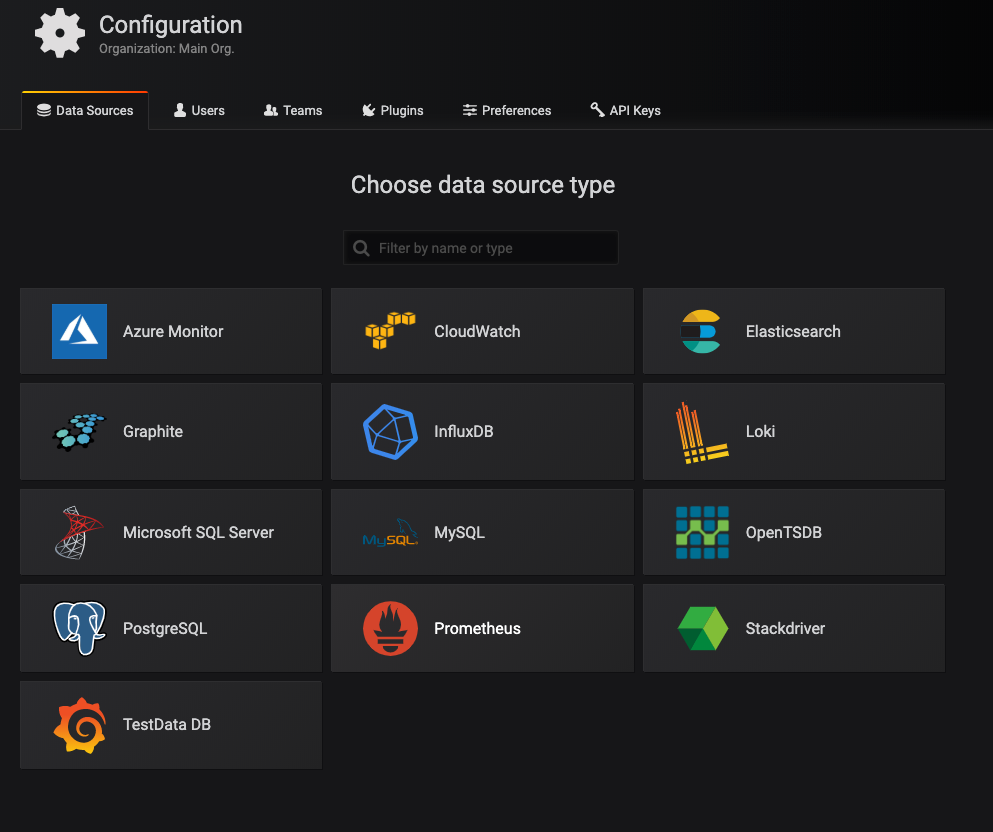 Configuration
Organization: Main Org.
Data Sources Users Teams Plugins Preferences API Keys
Choose data source type
Filter by name or type
Azure Monitor CloudWatch Elasticsearch
Graphite InfluxDB Loki
Microsoft SQL Server MySQL MySQL OpenTSDB
PostgreSQL Prometheus Stackdriver
TestData DB